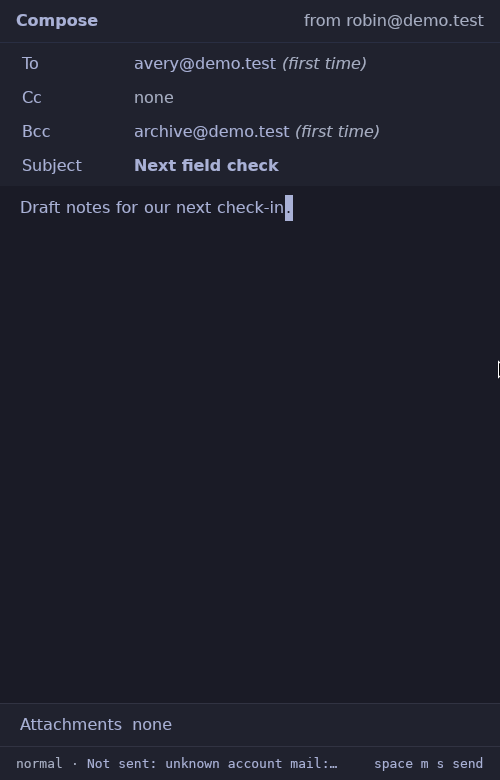 Compose from robin@demo.test
To avery@demo.test (first time)
Cc none
Bcc archive@demo.test (first time)
Subject Next field check
Draft notes for our next check-in.
Attachments none
normal · Not sent: unknown account mail:… space m s send